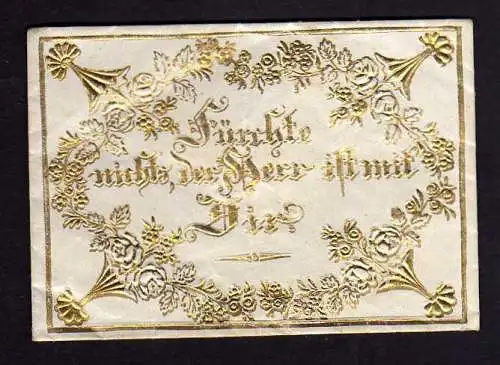 Fürchte
nichts, der Herr ist mit
Dir.